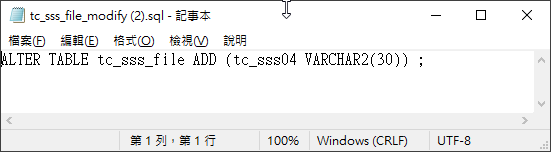 tc_sss_file_modify (2).sql - 記事本
檔案(F) 編輯(E) 格式(O) 檢視(V) 說明
ALTER TABLE tc_sss_file ADD (tc_sss04 VARCHAR2(30)) ;
第 1 列，第 1 行 100% Windows (CRLF) UTF-8